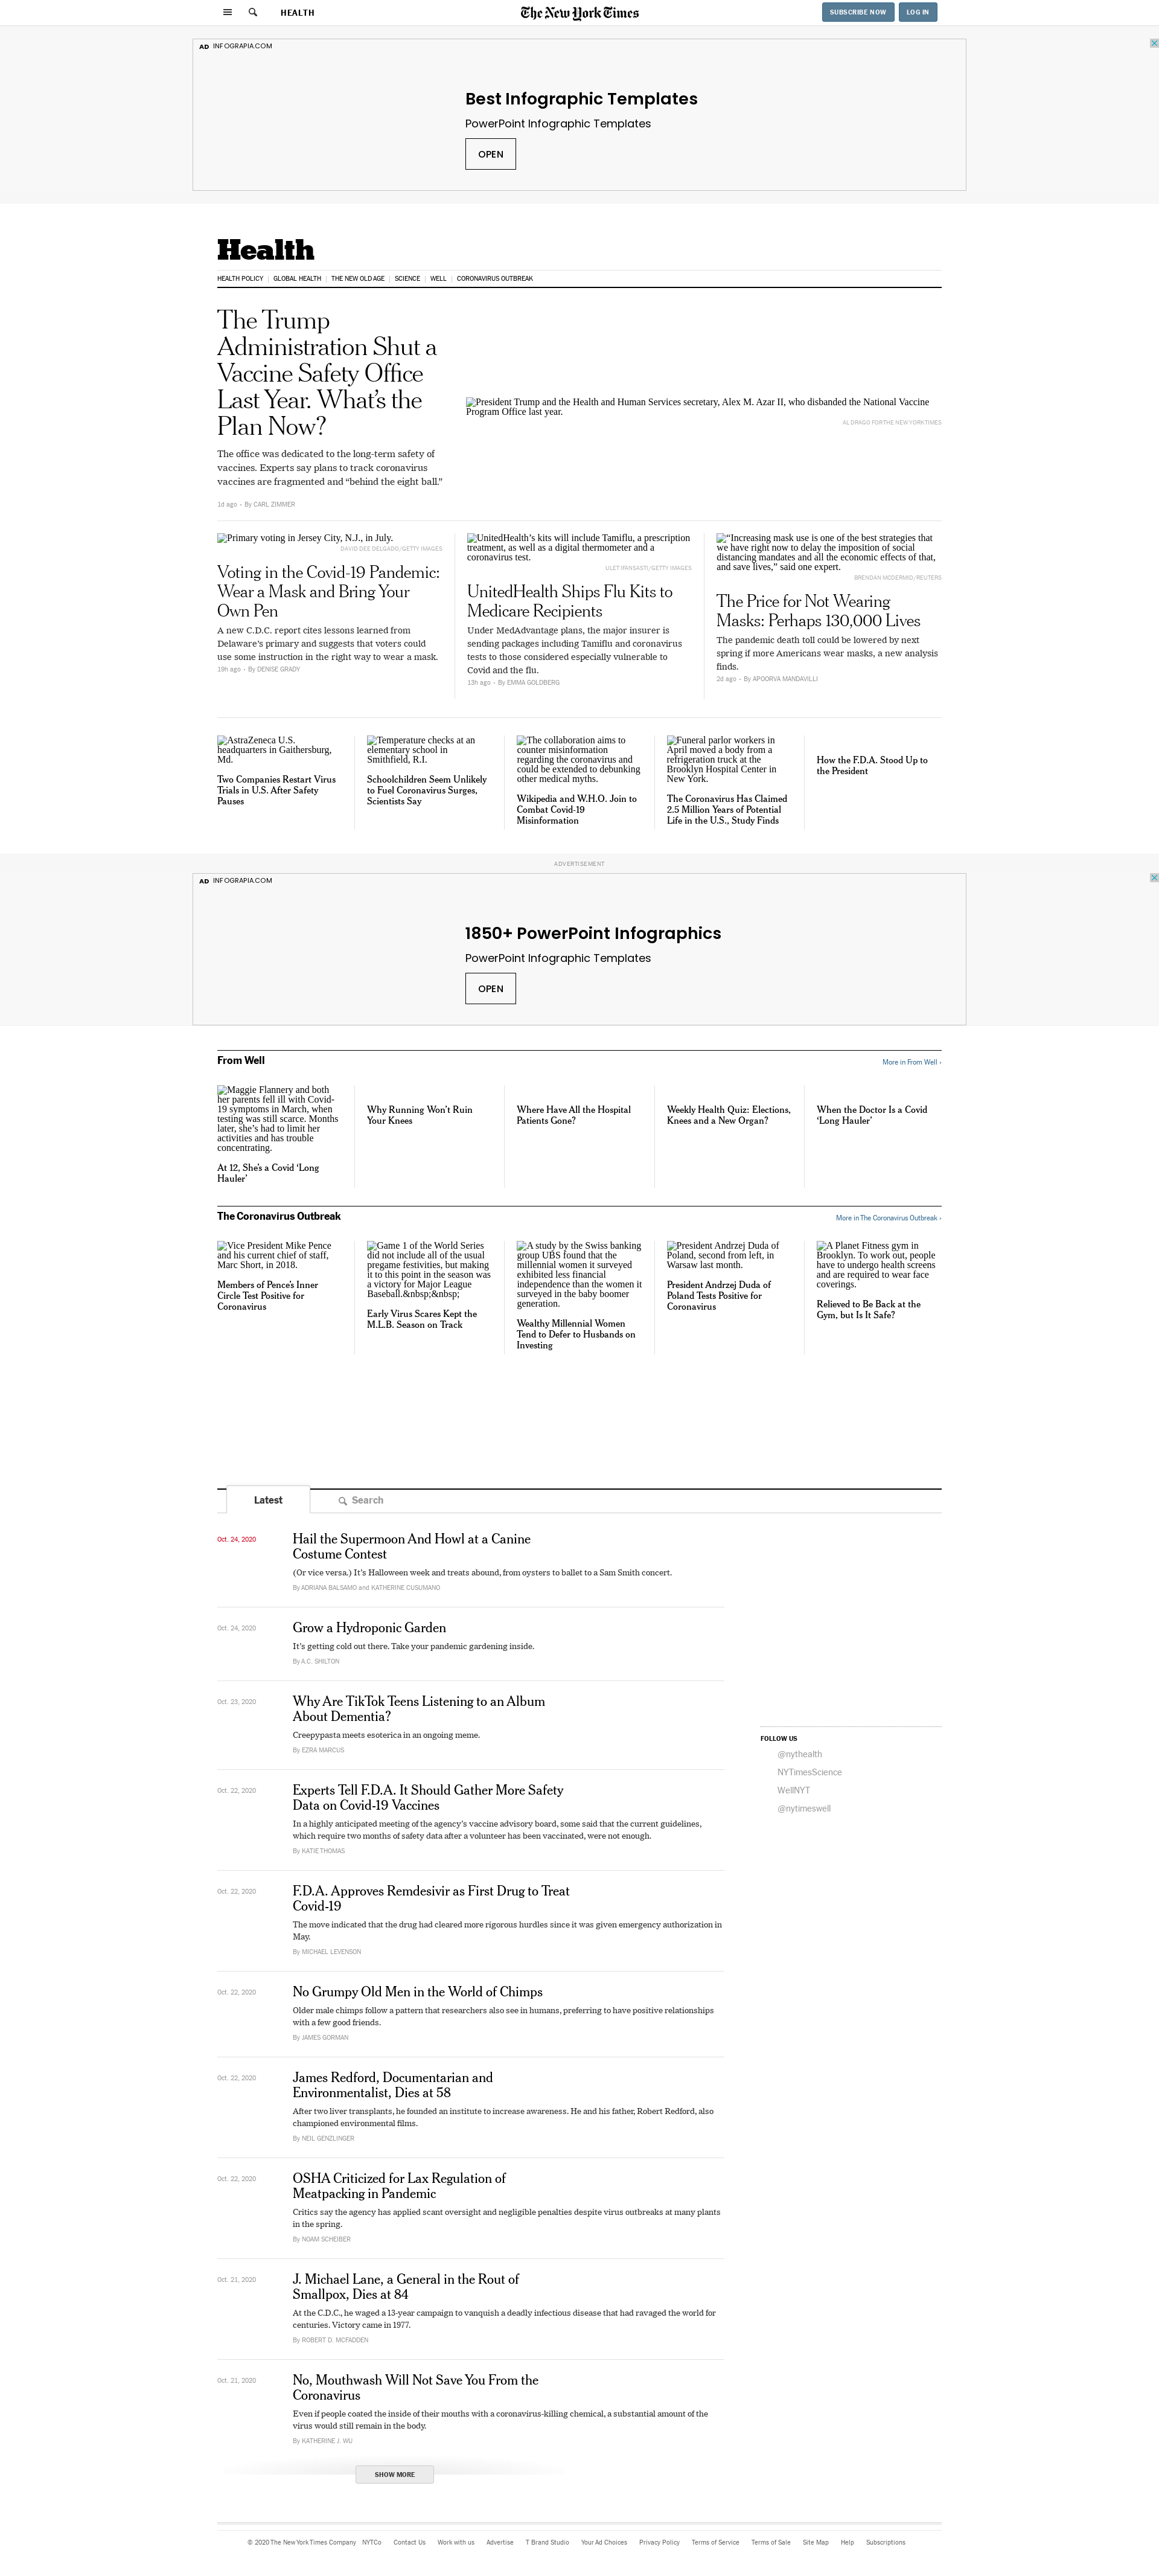 HEALTH
The New York Times
SUBSCRIBE NOW
LOG IN
AD INFOGRAPIA.COM
Best Infographic Templates
PowerPoint Infographic Templates
OPEN
Health
HEALTH POLICY | GLOBAL HEALTH | THE NEW OLD AGE | SCIENCE | WELL | CORONAVIRUS OUTBREAK
The Trump
Administration Shut a
Vaccine Safety Office
Last Year. What's the
Plan Now?
The office was dedicated to the long-term safety of
vaccines. Experts say plans to track coronavirus
vaccines are fragmented and “behind the eight ball.”
1d ago • By CARL ZIMMER
President Trump and the Health and Human Services secretary, Alex M. Azar II, who disbanded the National Vaccine
Program Office last year.
AL DRAGO FOR THE NEW YORK TIMES
Primary voting in Jersey City, N.J., in July.
DAVID DEE DELGADO/GETTY IMAGES
Voting in the Covid-19 Pandemic:
Wear a Mask and Bring Your
Own Pen
A new C.D.C. report cites lessons learned from
Delaware's primary and suggests that voters could
use some instruction in the right way to wear a mask.
19h ago • By DENISE GRADY
UnitedHealth's kits will include Tamiflu, a prescription
treatment, as well as a digital thermometer and a
coronavirus test.
ULET IFANSASTI/GETTY IMAGES
UnitedHealth Ships Flu Kits to
Medicare Recipients
Under MedAdvantage plans, the major insurer is
sending packages including Tamiflu and coronavirus
tests to those considered especially vulnerable to
Covid and the flu.
13h ago • By EMMA GOLDBERG
“Increasing mask use is one of the best strategies that
we have right now to delay the imposition of social
distancing mandates and all the economic effects of that,
and save lives,” said one expert.
BRENDAN MCDERMID/REUTERS
The Price for Not Wearing
Masks: Perhaps 130,000 Lives
The pandemic death toll could be lowered by next
spring if more Americans wear masks, a new analysis
finds.
2d ago • By APOORVA MANDAVILLI
AstraZeneca U.S.
headquarters in Gaithersburg,
Md.
Two Companies Restart Virus
Trials in U.S. After Safety
Pauses
Temperature checks at an
elementary school in
Smithfield, R.I.
Schoolchildren Seem Unlikely
to Fuel Coronavirus Surges,
Scientists Say
The collaboration aims to
counter misinformation
regarding the coronavirus and
could be extended to debunking
other medical myths.
Wikipedia and W.H.O. Join to
Combat Covid-19
Misinformation
Funeral parlor workers in
April moved a body from a
refrigeration truck at the
Brooklyn Hospital Center in
New York.
The Coronavirus Has Claimed
2.5 Million Years of Potential
Life in the U.S., Study Finds
How the F.D.A. Stood Up to
the President
ADVERTISEMENT
AD INFOGRAPIA.COM
1850+ PowerPoint Infographics
PowerPoint Infographic Templates
OPEN
From Well
More in From Well ›
Maggie Flannery and both
her parents fell ill with Covid-
19 symptoms in March, when
testing was still scarce. Months
later, she's had to limit her
activities and has trouble
concentrating.
At 12, She's a Covid ‘Long
Hauler’
Why Running Won't Ruin
Your Knees
Where Have All the Hospital
Patients Gone?
Weekly Health Quiz: Elections,
Knees and a New Organ?
When the Doctor Is a Covid
‘Long Hauler’
The Coronavirus Outbreak
More in The Coronavirus Outbreak ›
Vice President Mike Pence
and his current chief of staff,
Marc Short, in 2018.
Members of Pence's Inner
Circle Test Positive for
Coronavirus
Game 1 of the World Series
did not include all of the usual
pregame festivities, but making
it to this point in the season was
a victory for Major League
Baseball.&nbsp;&nbsp;
Early Virus Scares Kept the
M.L.B. Season on Track
A study by the Swiss banking
group UBS found that the
millennial women it surveyed
exhibited less financial
independence than the women it
surveyed in the baby boomer
generation.
Wealthy Millennial Women
Tend to Defer to Husbands on
Investing
President Andrzej Duda of
Poland, second from left, in
Warsaw last month.
President Andrzej Duda of
Poland Tests Positive for
Coronavirus
A Planet Fitness gym in
Brooklyn. To work out, people
have to undergo health screens
and are required to wear face
coverings.
Relieved to Be Back at the
Gym, but Is It Safe?
Latest
Search
Oct. 24, 2020
Hail the Supermoon And Howl at a Canine
Costume Contest
(Or vice versa.) It's Halloween week and treats abound, from oysters to ballet to a Sam Smith concert.
By ADRIANA BALSAMO and KATHERINE CUSUMANO
Oct. 24, 2020
Grow a Hydroponic Garden
It's getting cold out there. Take your pandemic gardening inside.
By A.C. SHILTON
Oct. 23, 2020
Why Are TikTok Teens Listening to an Album
About Dementia?
Creepypasta meets esoterica in an ongoing meme.
By EZRA MARCUS
FOLLOW US
@nythealth
NYTimesScience
WellNYT
@nytimeswell
Oct. 22, 2020
Experts Tell F.D.A. It Should Gather More Safety
Data on Covid-19 Vaccines
In a highly anticipated meeting of the agency's vaccine advisory board, some said that the current guidelines,
which require two months of safety data after a volunteer has been vaccinated, were not enough.
By KATIE THOMAS
Oct. 22, 2020
F.D.A. Approves Remdesivir as First Drug to Treat
Covid-19
The move indicated that the drug had cleared more rigorous hurdles since it was given emergency authorization in
May.
By MICHAEL LEVENSON
Oct. 22, 2020
No Grumpy Old Men in the World of Chimps
Older male chimps follow a pattern that researchers also see in humans, preferring to have positive relationships
with a few good friends.
By JAMES GORMAN
Oct. 22, 2020
James Redford, Documentarian and
Environmentalist, Dies at 58
After two liver transplants, he founded an institute to increase awareness. He and his father, Robert Redford, also
championed environmental films.
By NEIL GENZLINGER
Oct. 22, 2020
OSHA Criticized for Lax Regulation of
Meatpacking in Pandemic
Critics say the agency has applied scant oversight and negligible penalties despite virus outbreaks at many plants
in the spring.
By NOAM SCHEIBER
Oct. 21, 2020
J. Michael Lane, a General in the Rout of
Smallpox, Dies at 84
At the C.D.C., he waged a 13-year campaign to vanquish a deadly infectious disease that had ravaged the world for
centuries. Victory came in 1977.
By ROBERT D. MCFADDEN
Oct. 21, 2020
No, Mouthwash Will Not Save You From the
Coronavirus
Even if people coated the inside of their mouths with a coronavirus-killing chemical, a substantial amount of the
virus would still remain in the body.
By KATHERINE J. WU
SHOW MORE
© 2020 The New York Times Company NYTCo Contact Us Work with us Advertise T Brand Studio Your Ad Choices Privacy Policy Terms of Service Terms of Sale Site Map Help Subscriptions